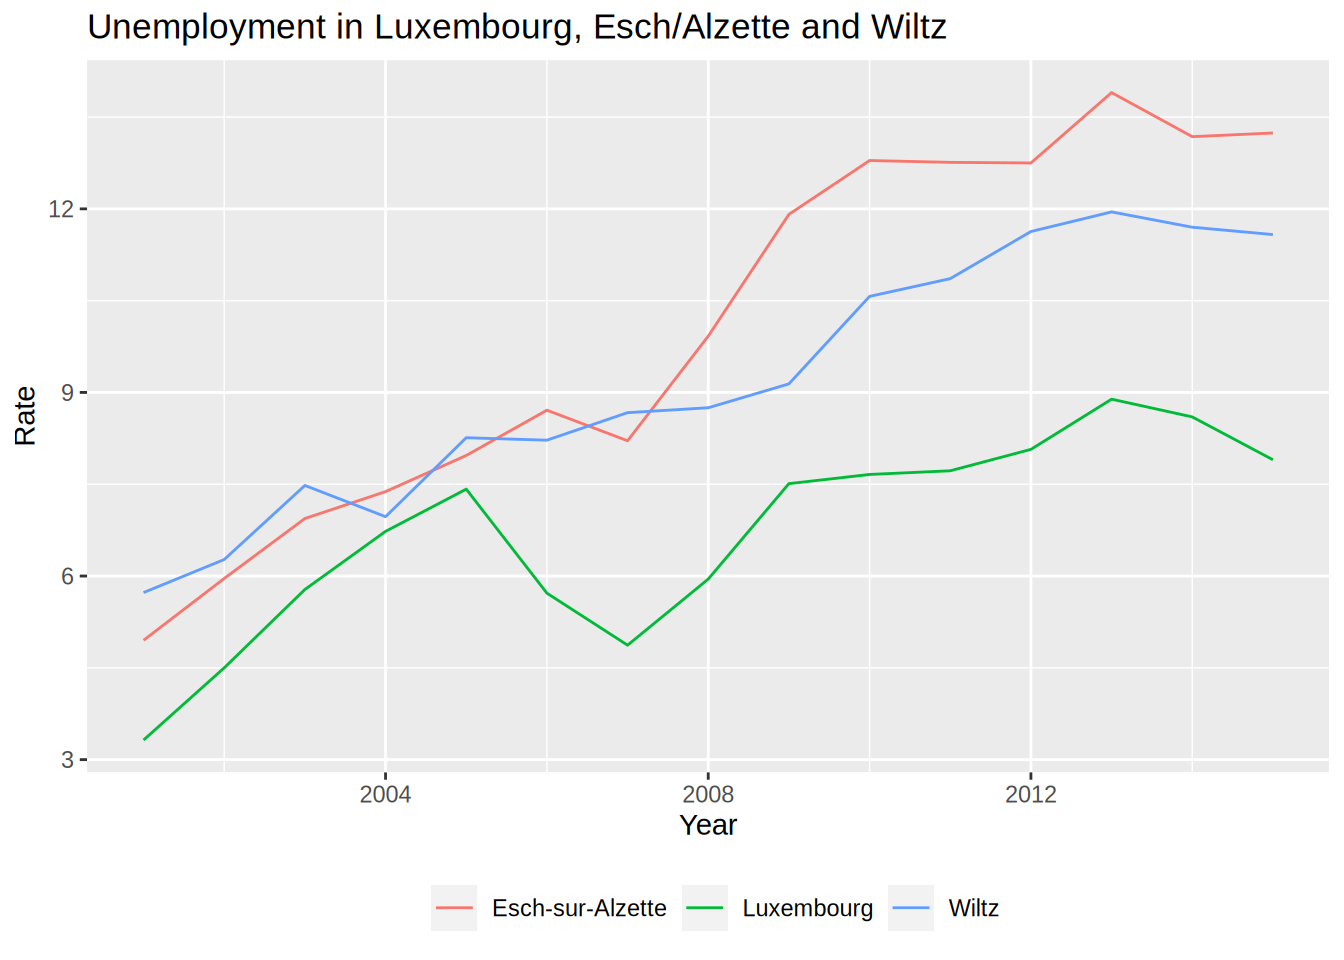 Unemployment in Luxembourg, Esch/Alzette and Wiltz
Rate
12
9
6
3
2004 2008 2012
Year
Esch-sur-Alzette Luxembourg Wiltz